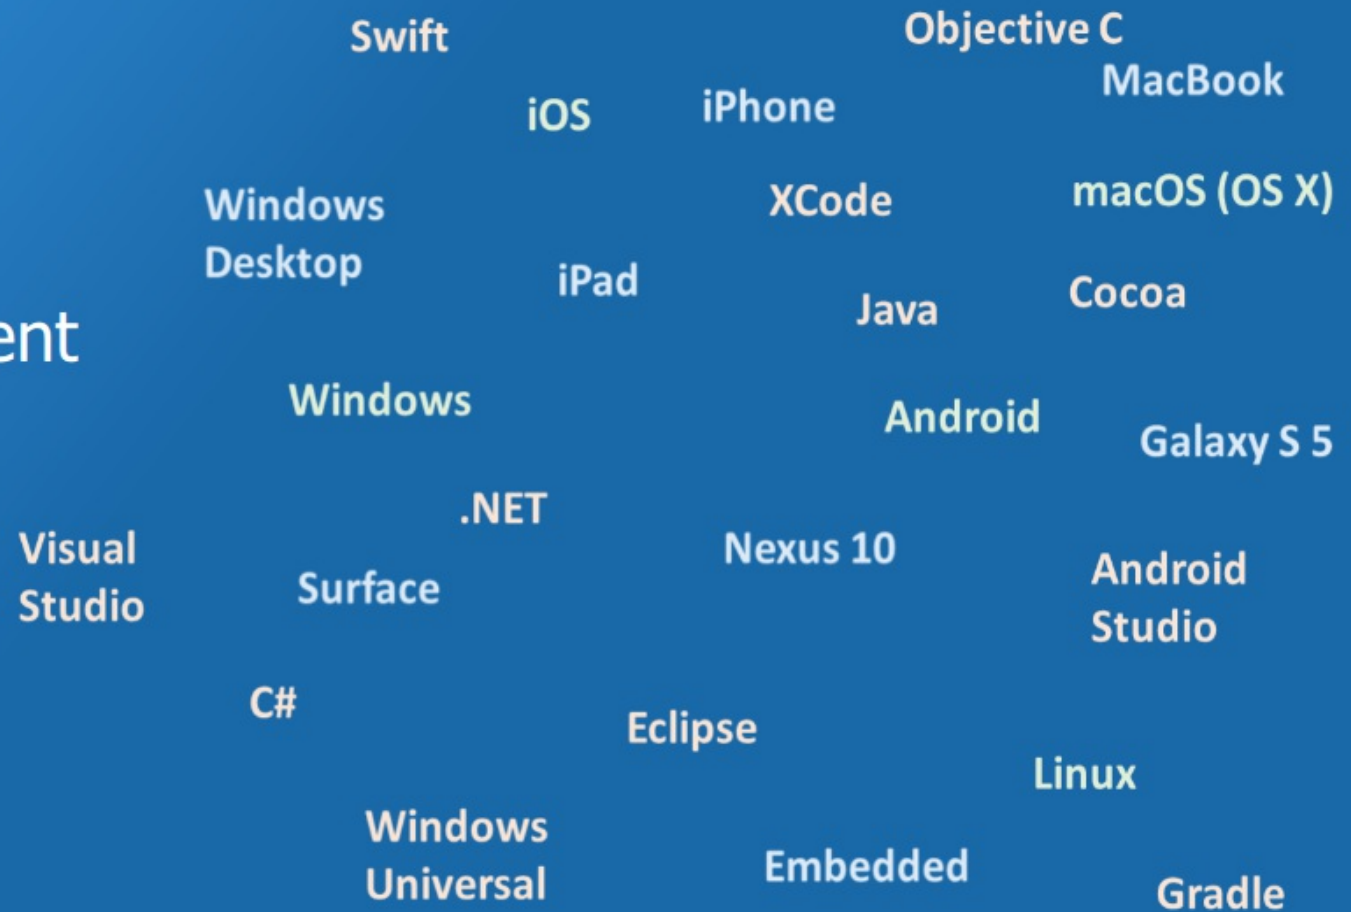 Swift
Objective C
MacBook
iOS
iPhone
Windows
Desktop
XCode
macOS (OS X)
iPad
Java
Cocoa
ent
Windows
Android
Galaxy S 5
.NET
Visual
Studio
Surface
Nexus 10
Android
Studio
C#
Eclipse
Linux
Windows
Universal
Embedded
Gradle